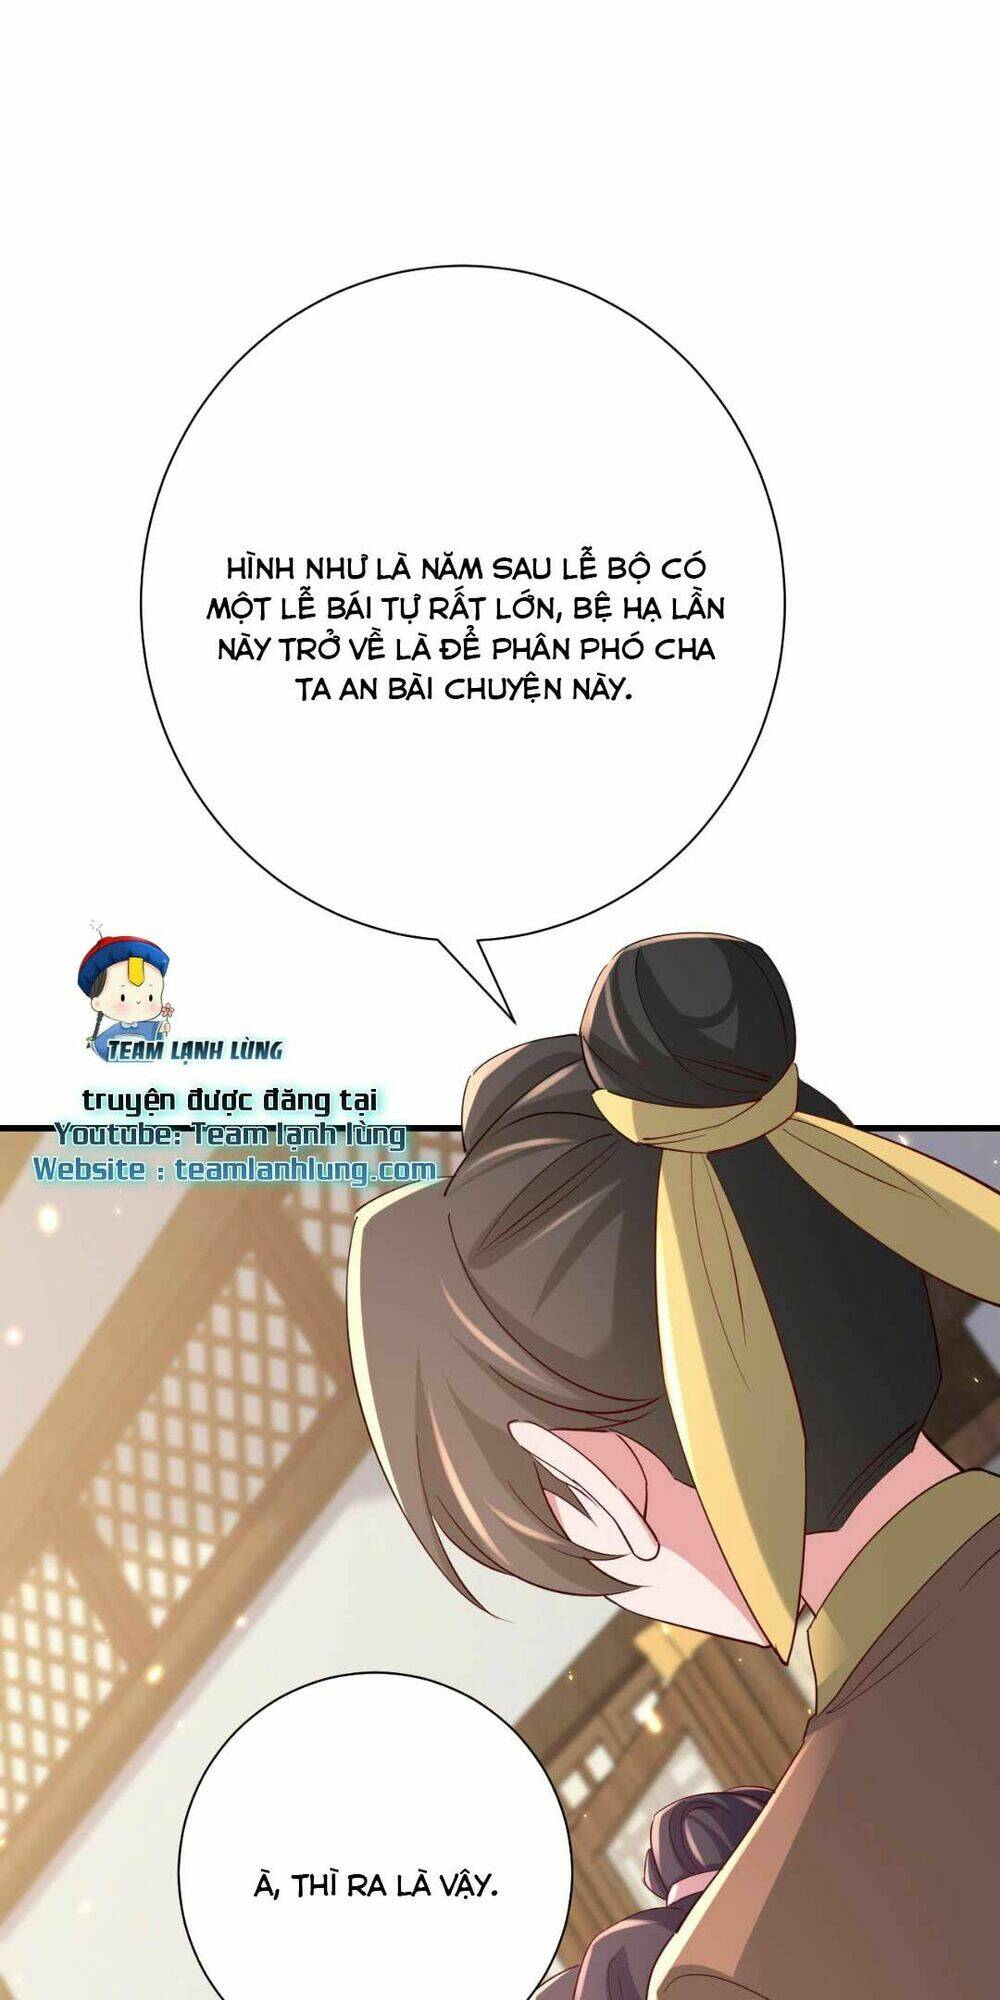 HÌNH NHƯ LÀ NĂM SAU LỄ BỘ CÓ
MỘT LỄ BÁI TỰ RẤT LỚN, BỆ HẠ LẦN
NÀY TRỞ VỀ LÀ ĐỂ PHÂN PHÓ CHA
TA AN BÀI CHUYỆN NÀY.
TEAM LẠNH LÙNG
truyện được đăng tại
Youtube: Team lạnh lùng
Website : teamlanhlung.com
À, THÌ RA LÀ VẬY.